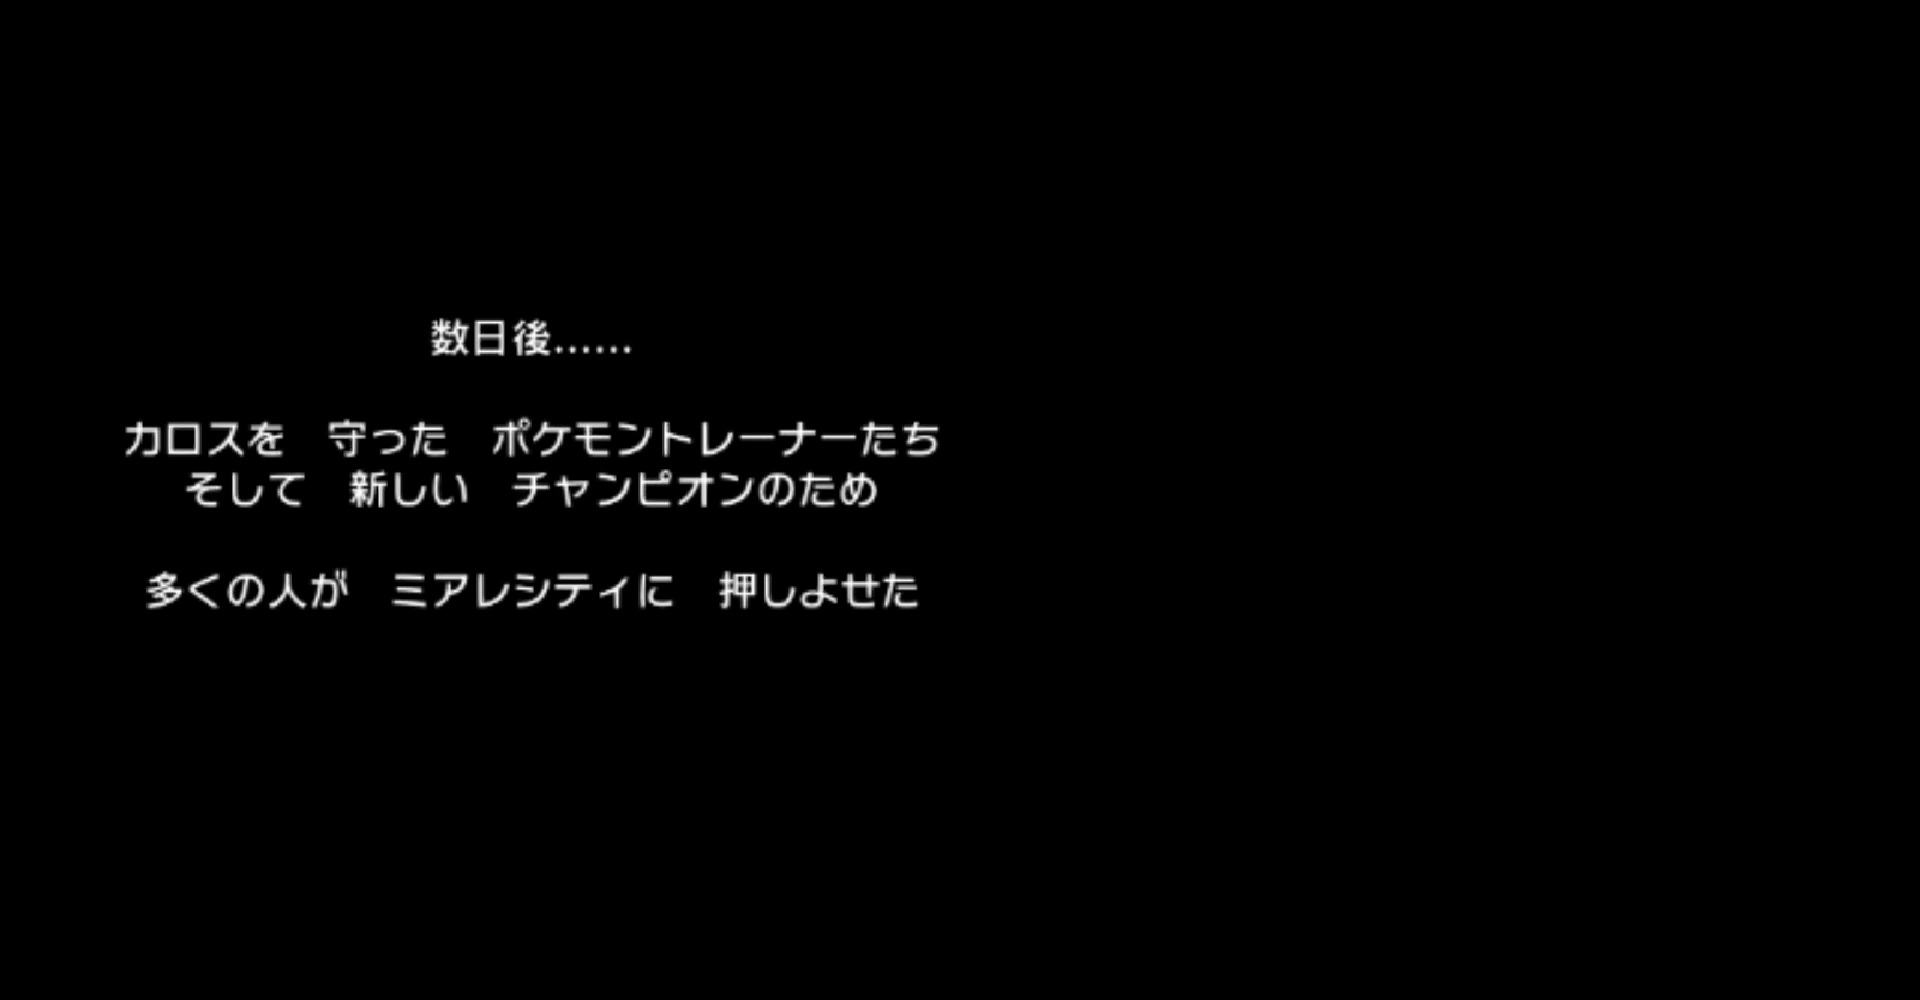 数日後……
カロスを　守った　ポケモントレーナーたち
そして　新しい　チャンピオンのため
多くの人が　ミアレシティに　押しよせた